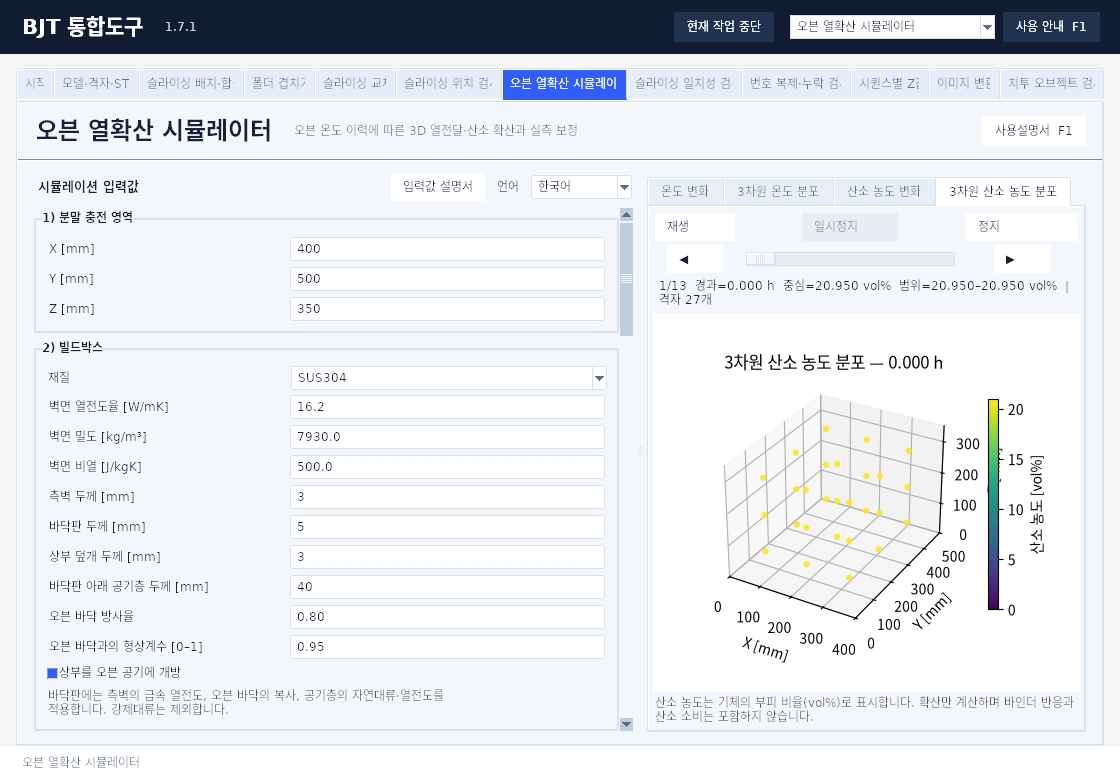 BJT 통합도구 1.7.1 현재 작업 중단 오븐 열확산 시뮬레이터 사용 안내 F1
모델·격자·ST 슬라이싱 배치·합 폴더 겹치기 슬라이싱 교차 슬라이싱 위치 검 오븐 열확산 시뮬레이 슬라이싱 일치성 검 번호 복제·누락 검 시퀀스별 Z 이미지 변환 치투 오브젝트 검
오븐 열확산 시뮬레이터 오븐 온도 이력에 따른 3D 열전달·산소 확산과 실측 보정 사용설명서 F1
시뮬레이션 입력값 입력값 설명서 언어 한국어
1) 분말 충전 영역
X [mm] 400
Y [mm] 500
Z [mm] 350
2) 빌드박스
재질 SUS304
벽면 열전도율 [W/mK] 16.2
벽면 밀도 [kg/m³] 7930.0
벽면 비열 [J/kgK] 500.0
측벽 두께 [mm] 3
바닥판 두께 [mm] 5
상부 덮개 두께 [mm] 3
바닥판 아래 공기층 두께 [mm] 40
오븐 바닥 방사율 0.80
오븐 바닥과의 형상계수 [0–1] 0.95
상부를 오븐 공기에 개방
바닥판에는 측벽의 금속 열전도, 오븐 바닥의 복사, 공기층의 자연대류·열전도를
적용합니다. 강제대류는 제외합니다.
온도 변화 3차원 온도 분포 산소 농도 변화 3차원 산소 농도 분포
재생 일시정지 정지
◀ ▶
1/13 경과=0.000 h 중심=20.950 vol% 범위=20.950–20.950 vol% |
격자 27개
3차원 산소 농도 분포 — 0.000 h
300
200
100
0
0 100 200 300 400
X [mm]
0 100 200 300 400 500
Y [mm]
20
15
10
5
0
산소 농도 [vol%]
산소 농도는 기체의 부피 비율(vol%)로 표시합니다. 확산만 계산하며 바인더 반응과
산소 소비는 포함하지 않습니다.
오븐 열확산 시뮬레이터